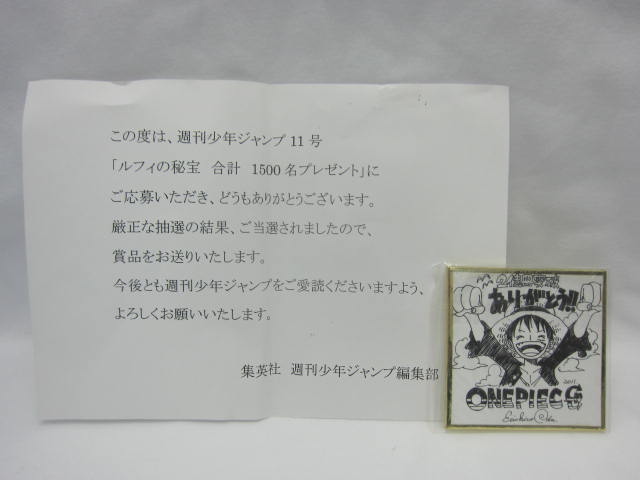 この度は、週刊少年ジャンプ 11 号
「ルフィの秘宝 合計 1500 名プレゼント」に
ご応募いただき、どうもありがとうございます。
厳正な抽選の結果、ご当選されましたので、
賞品をお送りいたします。
今後とも週刊少年ジャンプをご愛読くださいますよう、
よろしくお願いいたします。
集英社 週刊少年ジャンプ編集部
2億冊突破
ありがとう!!
2011
ONE PIECE
Eiichiro Oda